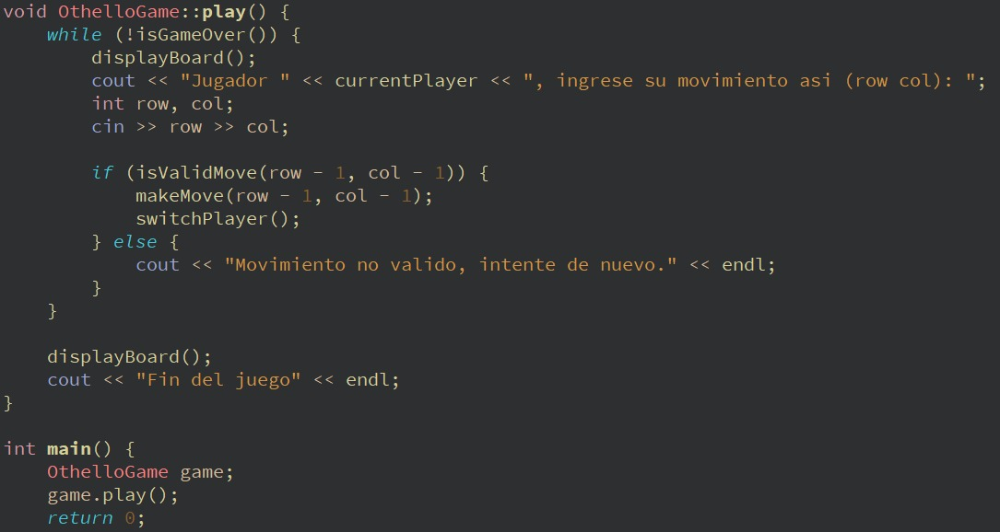 void OthelloGame::play() {
    while (!isGameOver()) {
        displayBoard();
        cout << "Jugador " << currentPlayer << ", ingrese su movimiento asi (row col): ";
        int row, col;
        cin >> row >> col;

        if (isValidMove(row - 1, col - 1)) {
            makeMove(row - 1, col - 1);
            switchPlayer();
        } else {
            cout << "Movimiento no valido, intente de nuevo." << endl;
        }
    }

    displayBoard();
    cout << "Fin del juego" << endl;
}

int main() {
    OthelloGame game;
    game.play();
    return 0;